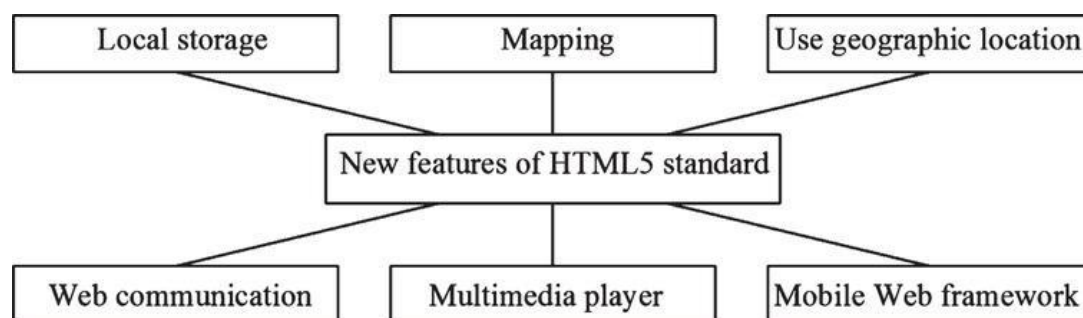 Local storage
Mapping
Use geographic location
New features of HTML5 standard
Web communication
Multimedia player
Mobile Web framework